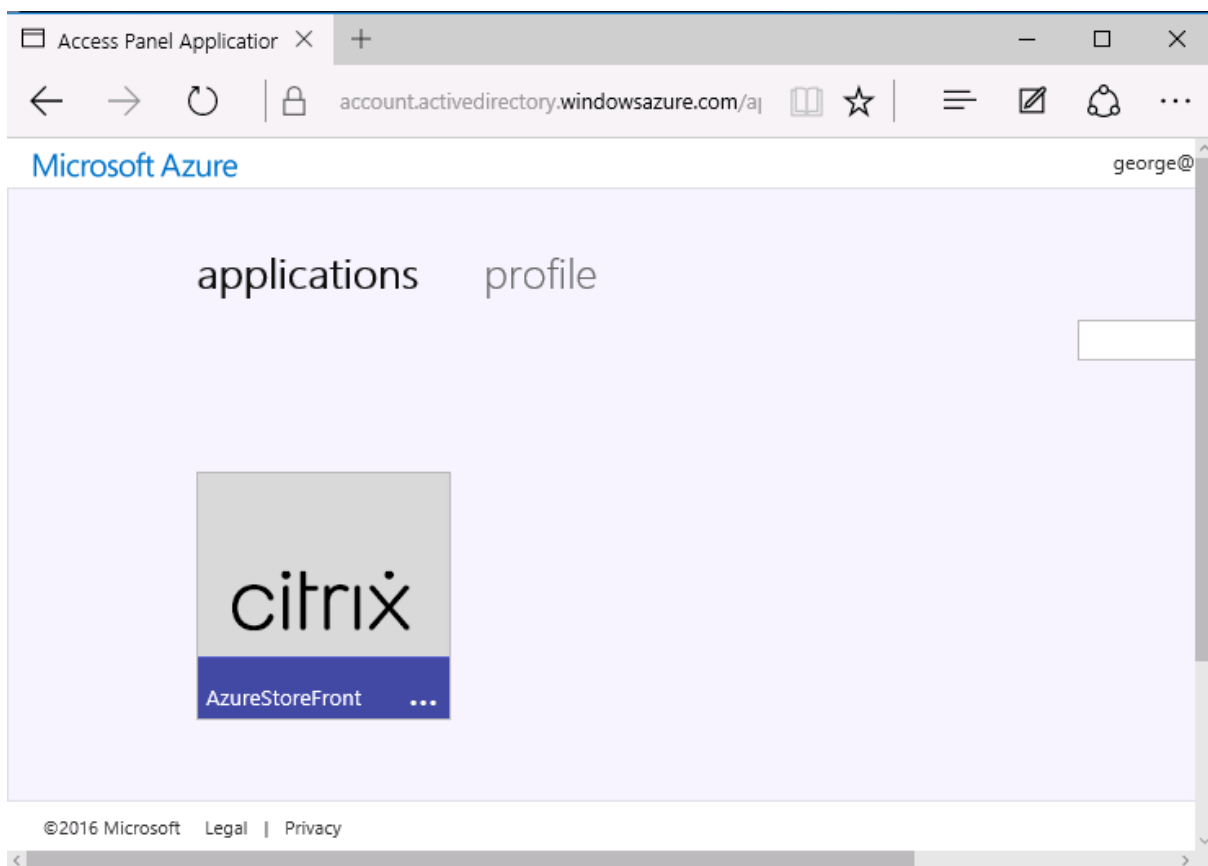 Access Panel Applicatior
account.activedirectory.windowsazure.com/a
Microsoft Azure
george@
applications profile
citrix
AzureStoreFront ...
©2016 Microsoft Legal | Privacy